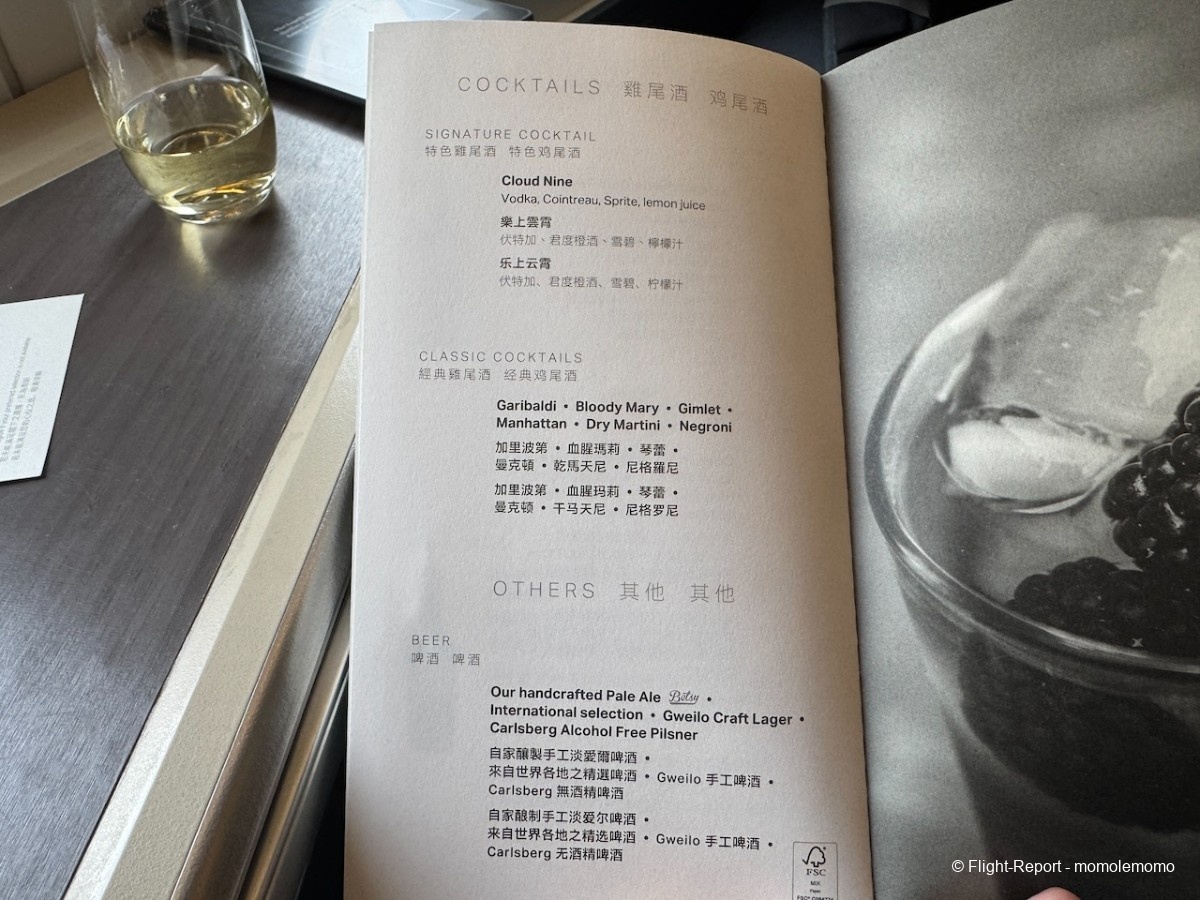 COCKTAILS 雞尾酒 鸡尾酒
SIGNATURE COCKTAIL
特色雞尾酒 特色鸡尾酒
Cloud Nine
Vodka, Cointreau, Sprite, lemon juice
樂上雲霄
伏特加、君度橙酒、雪碧、檸檬汁
乐上云霄
伏特加、君度橙酒、雪碧、柠檬汁
CLASSIC COCKTAILS
經典雞尾酒 经典鸡尾酒
Garibaldi • Bloody Mary • Gimlet •
Manhattan • Dry Martini • Negroni
加里波第 • 血腥瑪莉 • 琴蕾 •
曼克頓 • 乾馬天尼 • 尼格羅尼
加里波第 • 血腥玛莉 • 琴蕾 •
曼克顿 • 干马天尼 • 尼格罗尼
OTHERS 其他 其他
BEER
啤酒 啤酒
Our handcrafted Pale Ale Betsy •
International selection • Gweilo Craft Lager •
Carlsberg Alcohol Free Pilsner
自家釀製手工淡愛爾啤酒 •
來自世界各地之精選啤酒 • Gweilo 手工啤酒 •
Carlsberg 無酒精啤酒
自家酿制手工淡爱尔啤酒 •
来自世界各地之精选啤酒 • Gweilo 手工啤酒 •
Carlsberg 无酒精啤酒
FSC
MIX
© Flight-Report - momolemomo